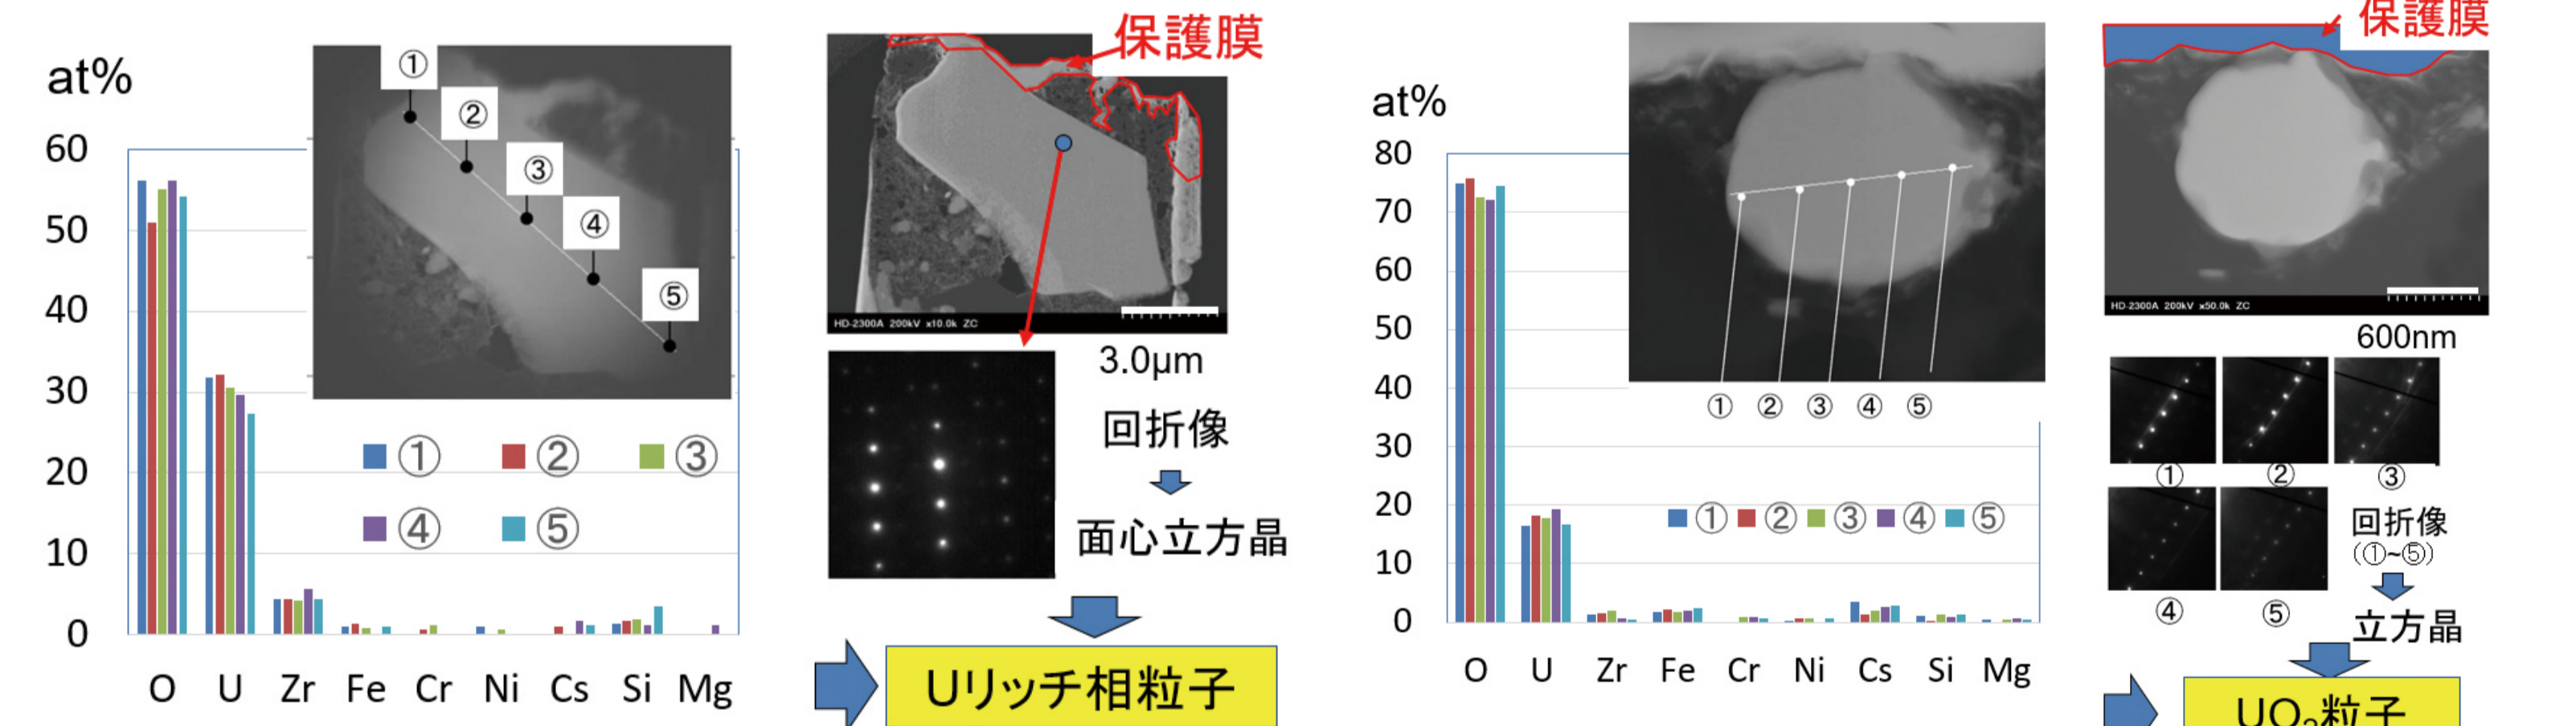 at%
60
50
40
30
20
10
0
O U Zr Fe Cr Ni Cs Si Mg
①
②
③
④
⑤
① ② ③
④ ⑤
保護膜
HD-2300A 200kV x10.0k ZC
3.0μm
回折像
面心立方晶
Uリッチ相粒子
at%
80
70
60
50
40
30
20
10
0
O U Zr Fe Cr Ni Cs Si Mg
① ② ③ ④ ⑤
① ② ③ ④ ⑤
保護膜
HD-2300A 200kV x50.0k ZC
600nm
① ② ③
④ ⑤
回折像
(①~⑤)
立方晶
UO₂粒子